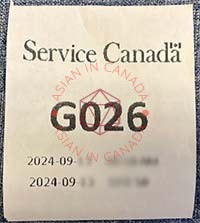 Service Canada
ASIAN IN CANADA
G026
ASIAN IN CANADA
2024-09-
2024-09-